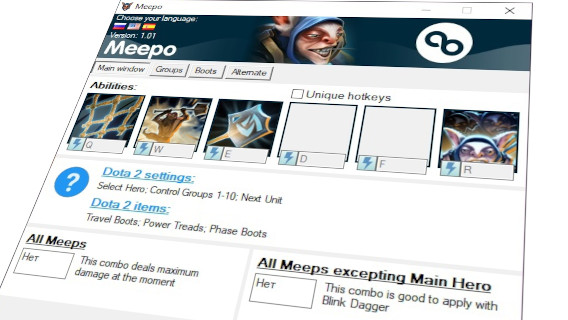 Meepo
Choose your language:
Version: 1.01
Meepo
Main window
Groups
Boots
Alternate
Abilities:
Unique hotkeys
Q
W
E
D
F
R
Dota 2 settings:
Select Hero; Control Groups 1-10; Next Unit
Dota 2 items:
Travel Boots; Power Treads; Phase Boots
?
All Meeps
Нет
This combo deals maximum
damage at the moment
All Meeps excepting Main Hero
Нет
This combo is good to apply with
Blink Dagger